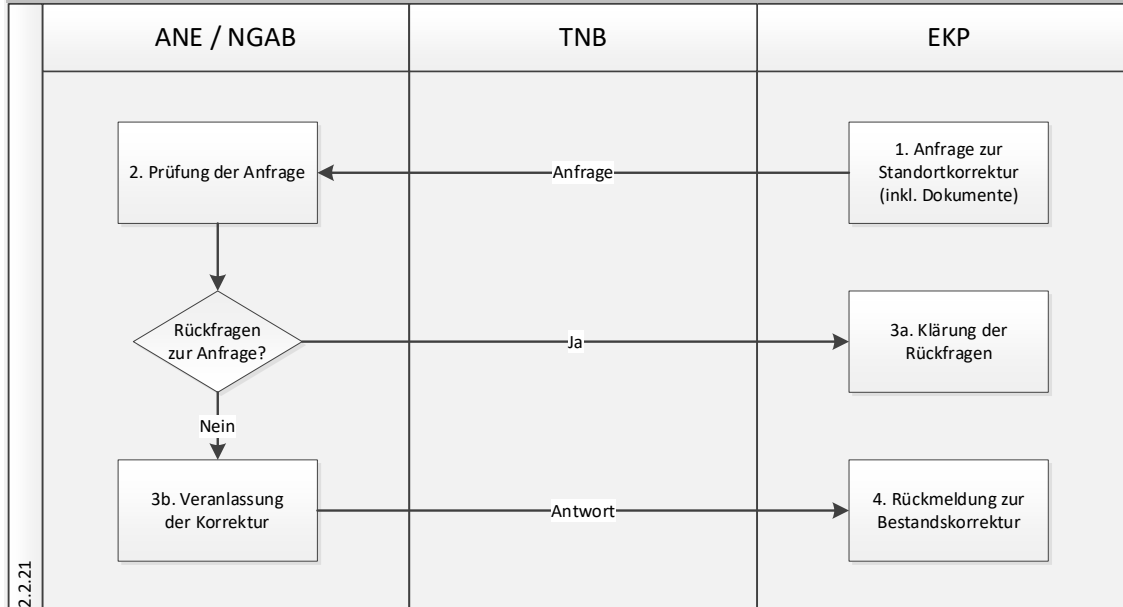 ANE / NGAB
TNB
EKP
2. Prüfung der Anfrage
Anfrage
1. Anfrage zur
Standortkorrektur
(inkl. Dokumente)
Rückfragen
zur Anfrage?
Ja
3a. Klärung der
Rückfragen
Nein
3b. Veranlassung
der Korrektur
Antwort
4. Rückmeldung zur
Bestandskorrektur
2.2.21